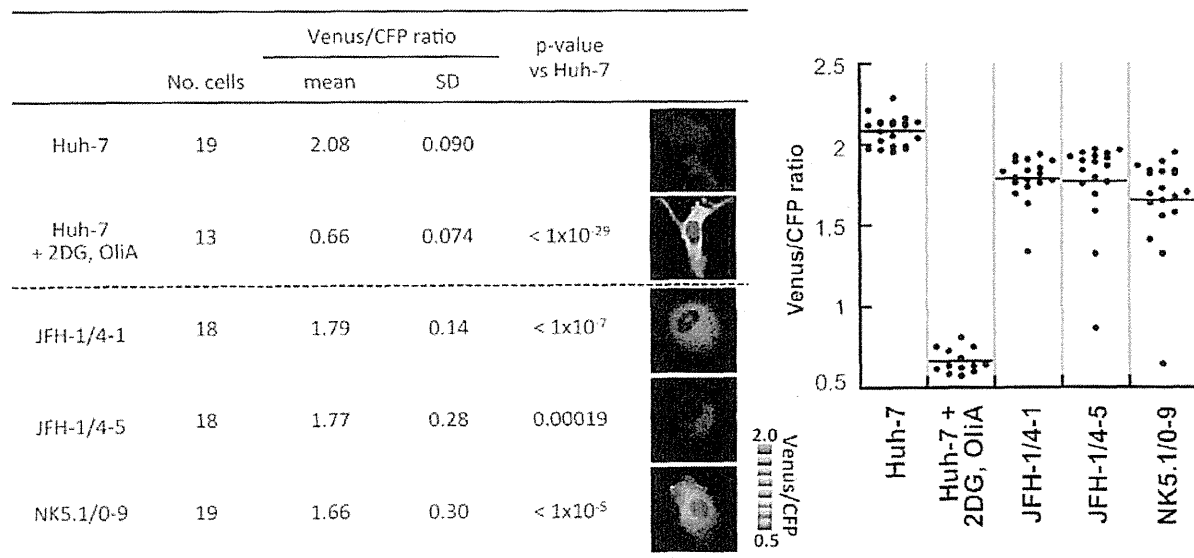 Venus/CFP ratio
p-value
vs Huh-7
No. cells mean SD
Huh-7 19 2.08 0.090
Huh-7
+ 2DG, OliA 13 0.66 0.074 < 1x10⁻²⁹
JFH-1/4-1 18 1.79 0.14 < 1x10⁻⁷
JFH-1/4-5 18 1.77 0.28 0.00019
NK5.1/0-9 19 1.66 0.30 < 1x10⁻⁵
2.0
Venus/CFP
0.5
Venus/CFP ratio
2.5
2
1.5
1
0.5
Huh-7
Huh-7 +
2DG, OliA
JFH-1/4-1
JFH-1/4-5
NK5.1/0-9